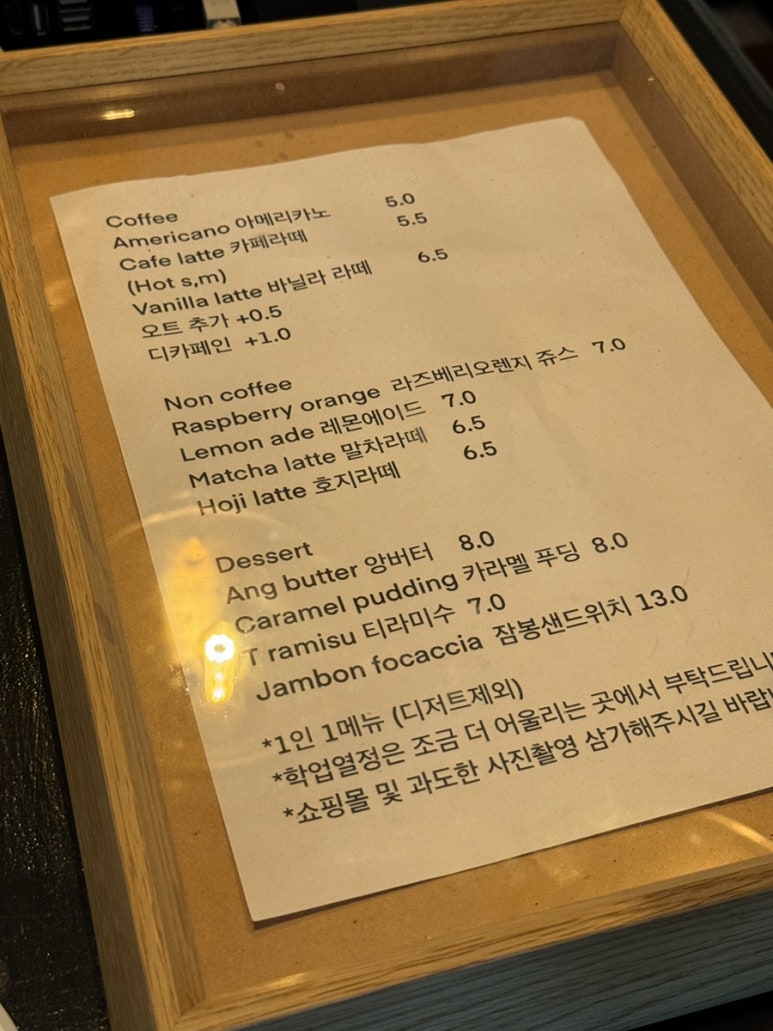 Coffee
Americano 아메리카노 5.0
Cafe latte 카페라떼 5.5
(Hot s,m)
Vanilla latte 바닐라 라떼 6.5
오트 추가 +0.5
디카페인 +1.0
Non coffee
Raspberry orange 라즈베리오렌지 쥬스 7.0
Lemon ade 레몬에이드 7.0
Matcha latte 말차라떼 6.5
Hoji latte 호지라떼 6.5
Dessert
Ang butter 앙버터 8.0
Caramel pudding 카라멜 푸딩 8.0
T ramisu 티라미수 7.0
Jambon focaccia 잠봉샌드위치 13.0
*1인 1메뉴 (디저트제외)
*학업열정은 조금 더 어울리는 곳에서 부탁드립니
*쇼핑몰 및 과도한 사진촬영 삼가해주시길 바랍